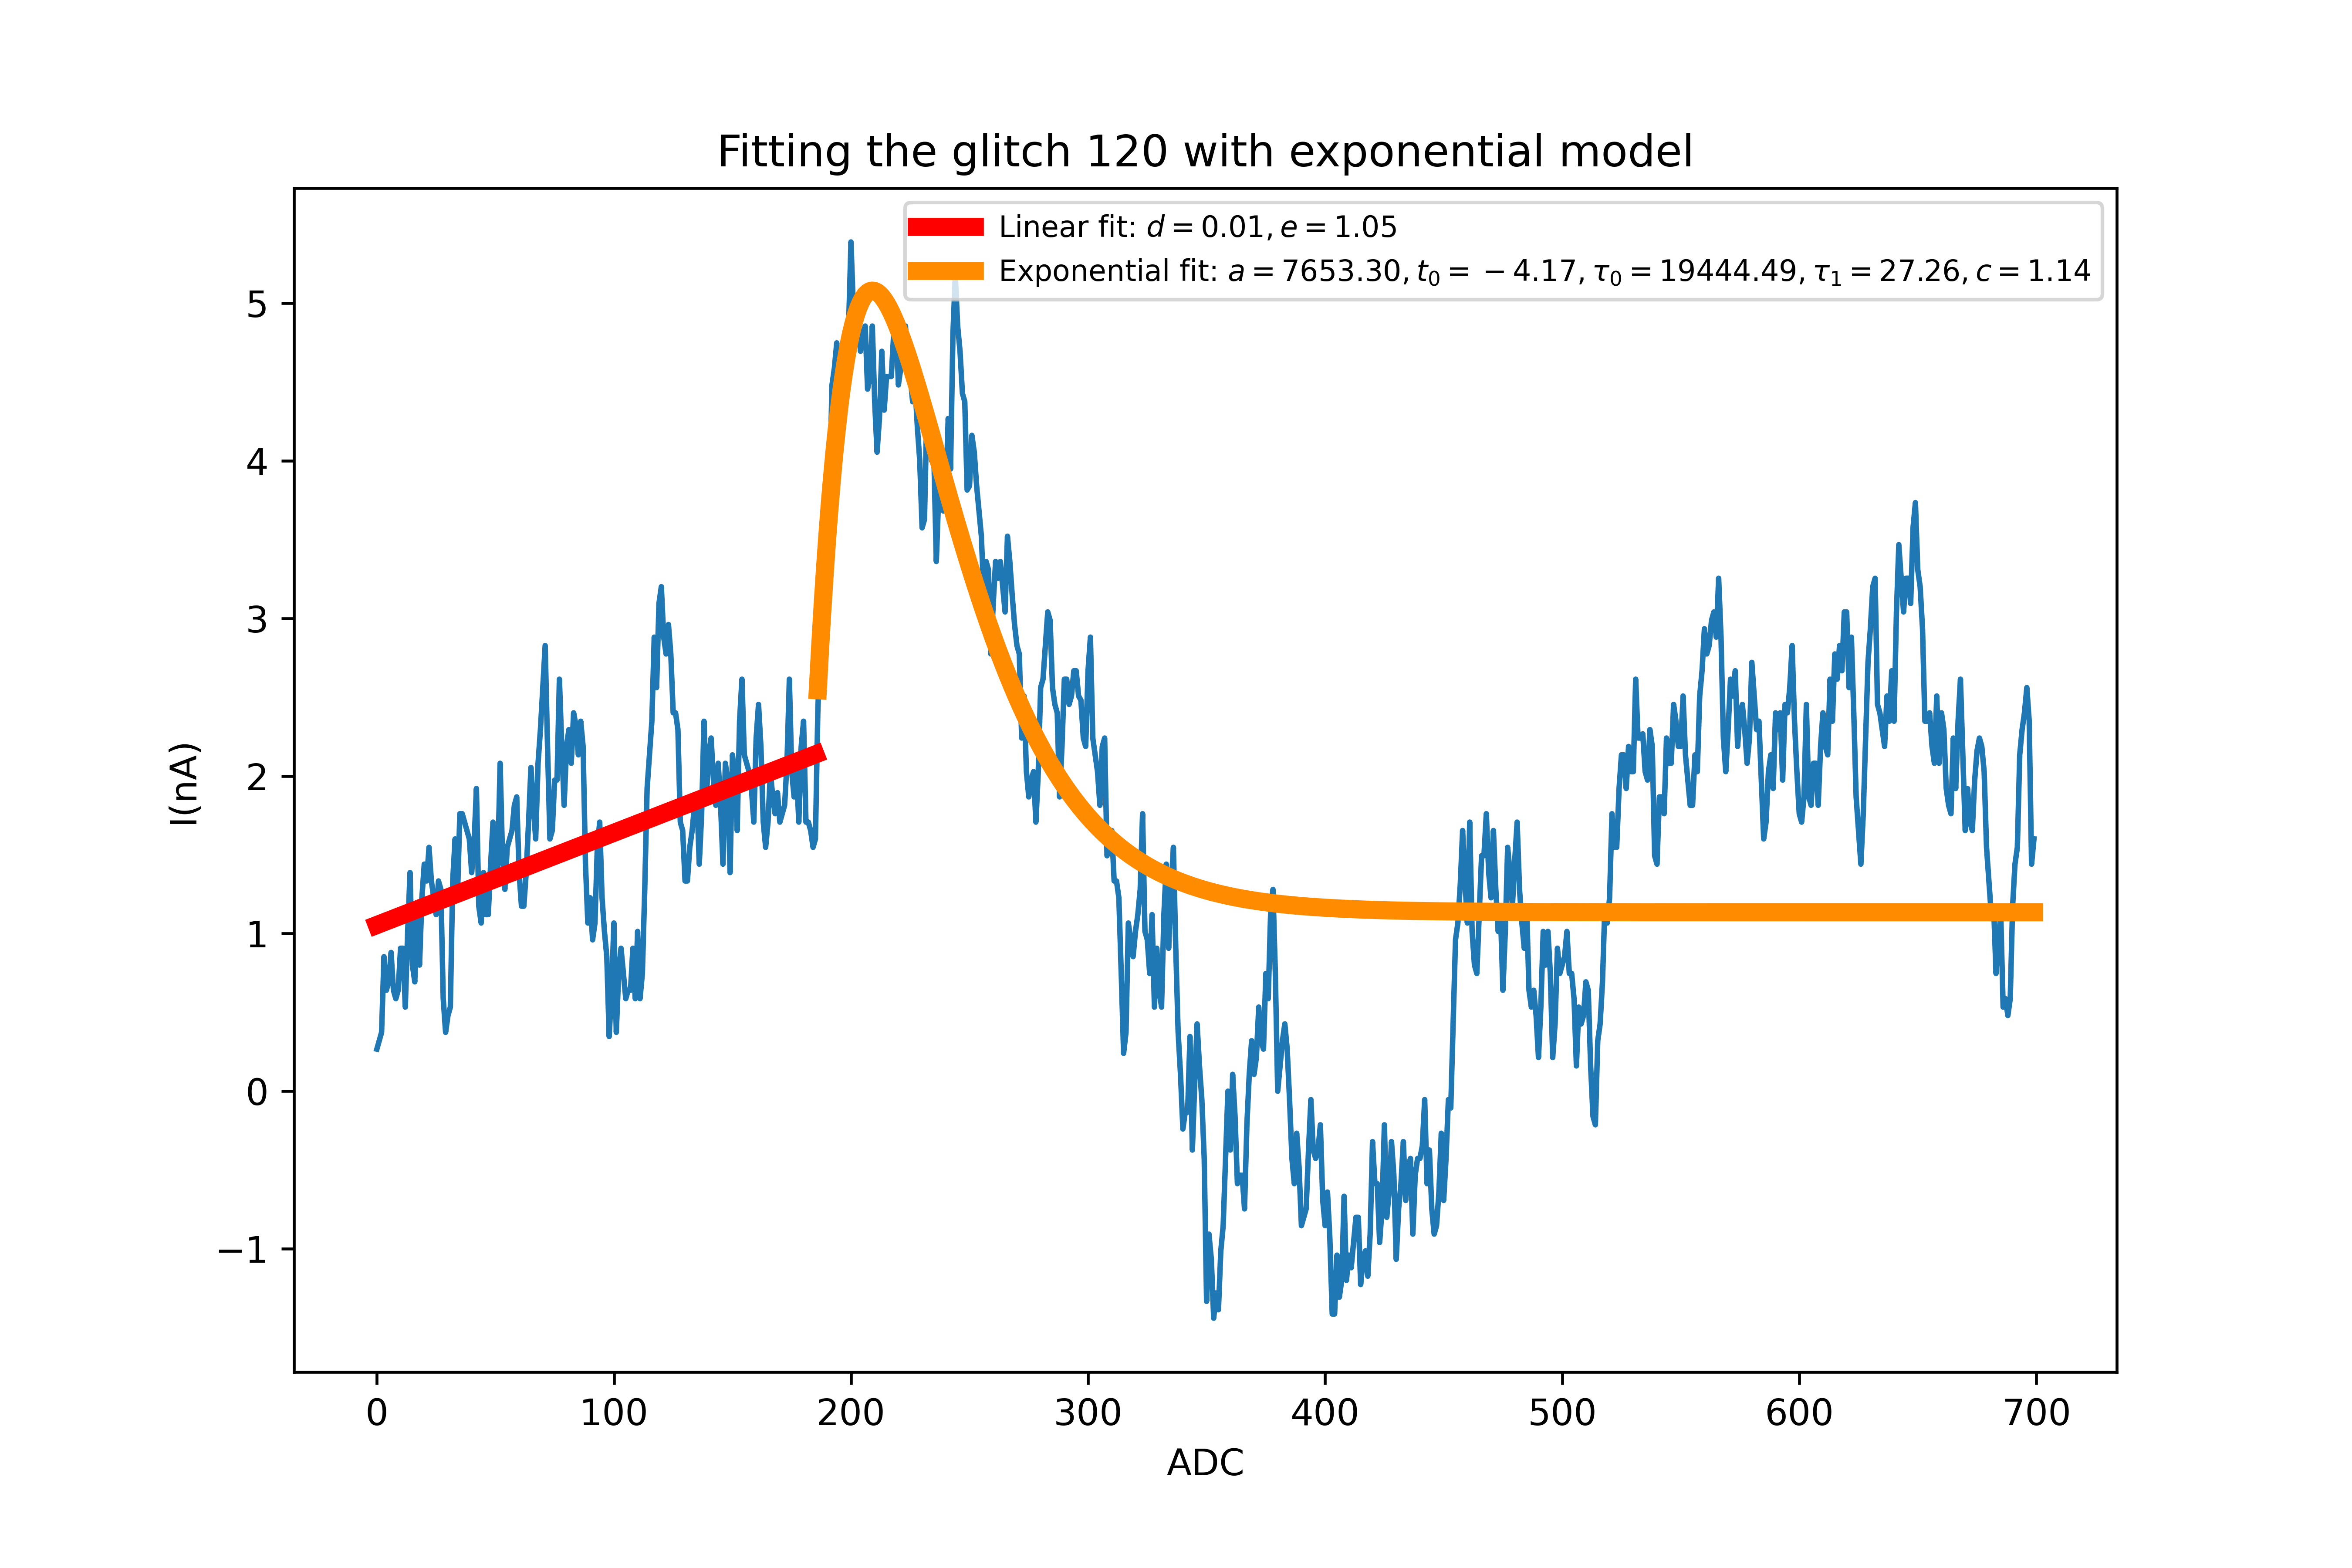 Fitting the glitch 120 with exponential model
Linear fit: d = 0.01, e = 1.05
Exponential fit: a = 7653.30, t₀ = −4.17, τ₀ = 19444.49, τ₁ = 27.26, c = 1.14
5
4
3
2
1
0
−1
I(nA)
0 100 200 300 400 500 600 700
ADC